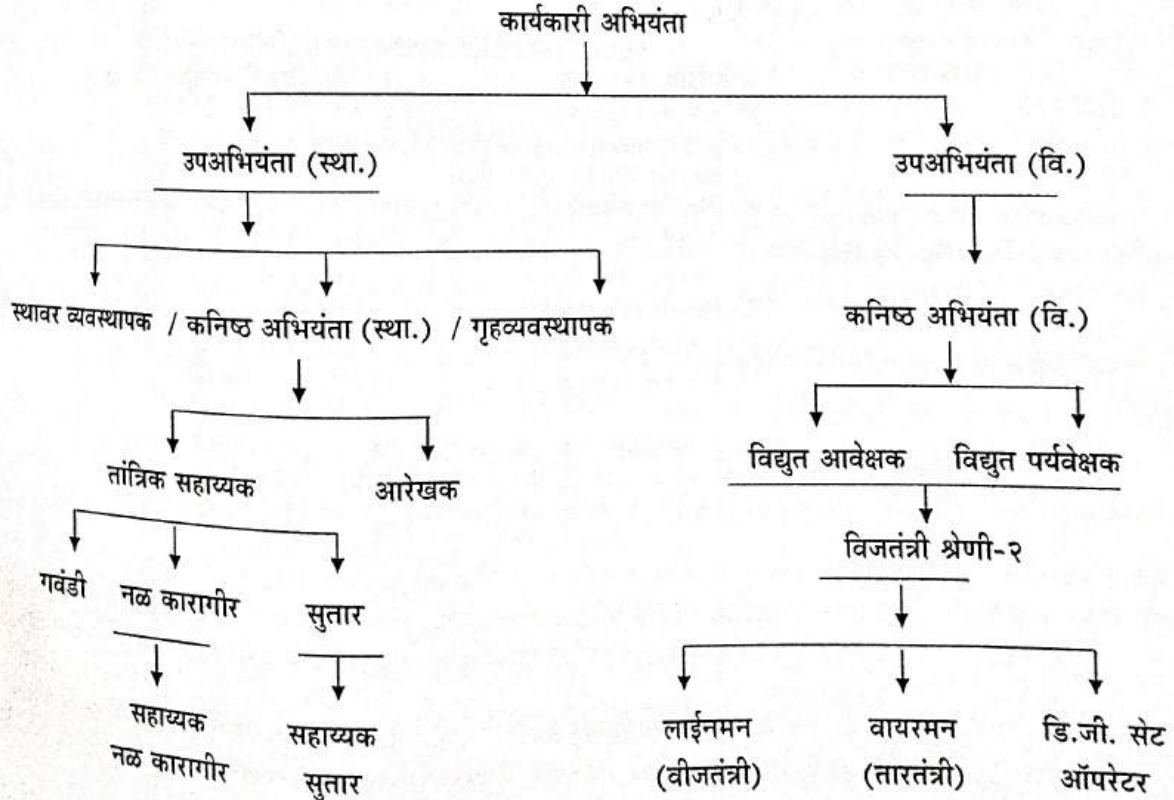 कार्यकारी अभियंता
उपअभियंता (स्था.) उपअभियंता (वि.)
स्थावर व्यवस्थापक / कनिष्ठ अभियंता (स्था.) / गृहव्यवस्थापक कनिष्ठ अभियंता (वि.)
तांत्रिक सहाय्यक आरेखक विद्युत आवेक्षक विद्युत पर्यवेक्षक
विजतंत्री श्रेणी-२
गवंडी नळ कारागीर सुतार
सहाय्यक सहाय्यक लाईनमन वायरमन डि.जी. सेट
नळ कारागीर सुतार (वीजतंत्री) (तारतंत्री) ऑपरेटर